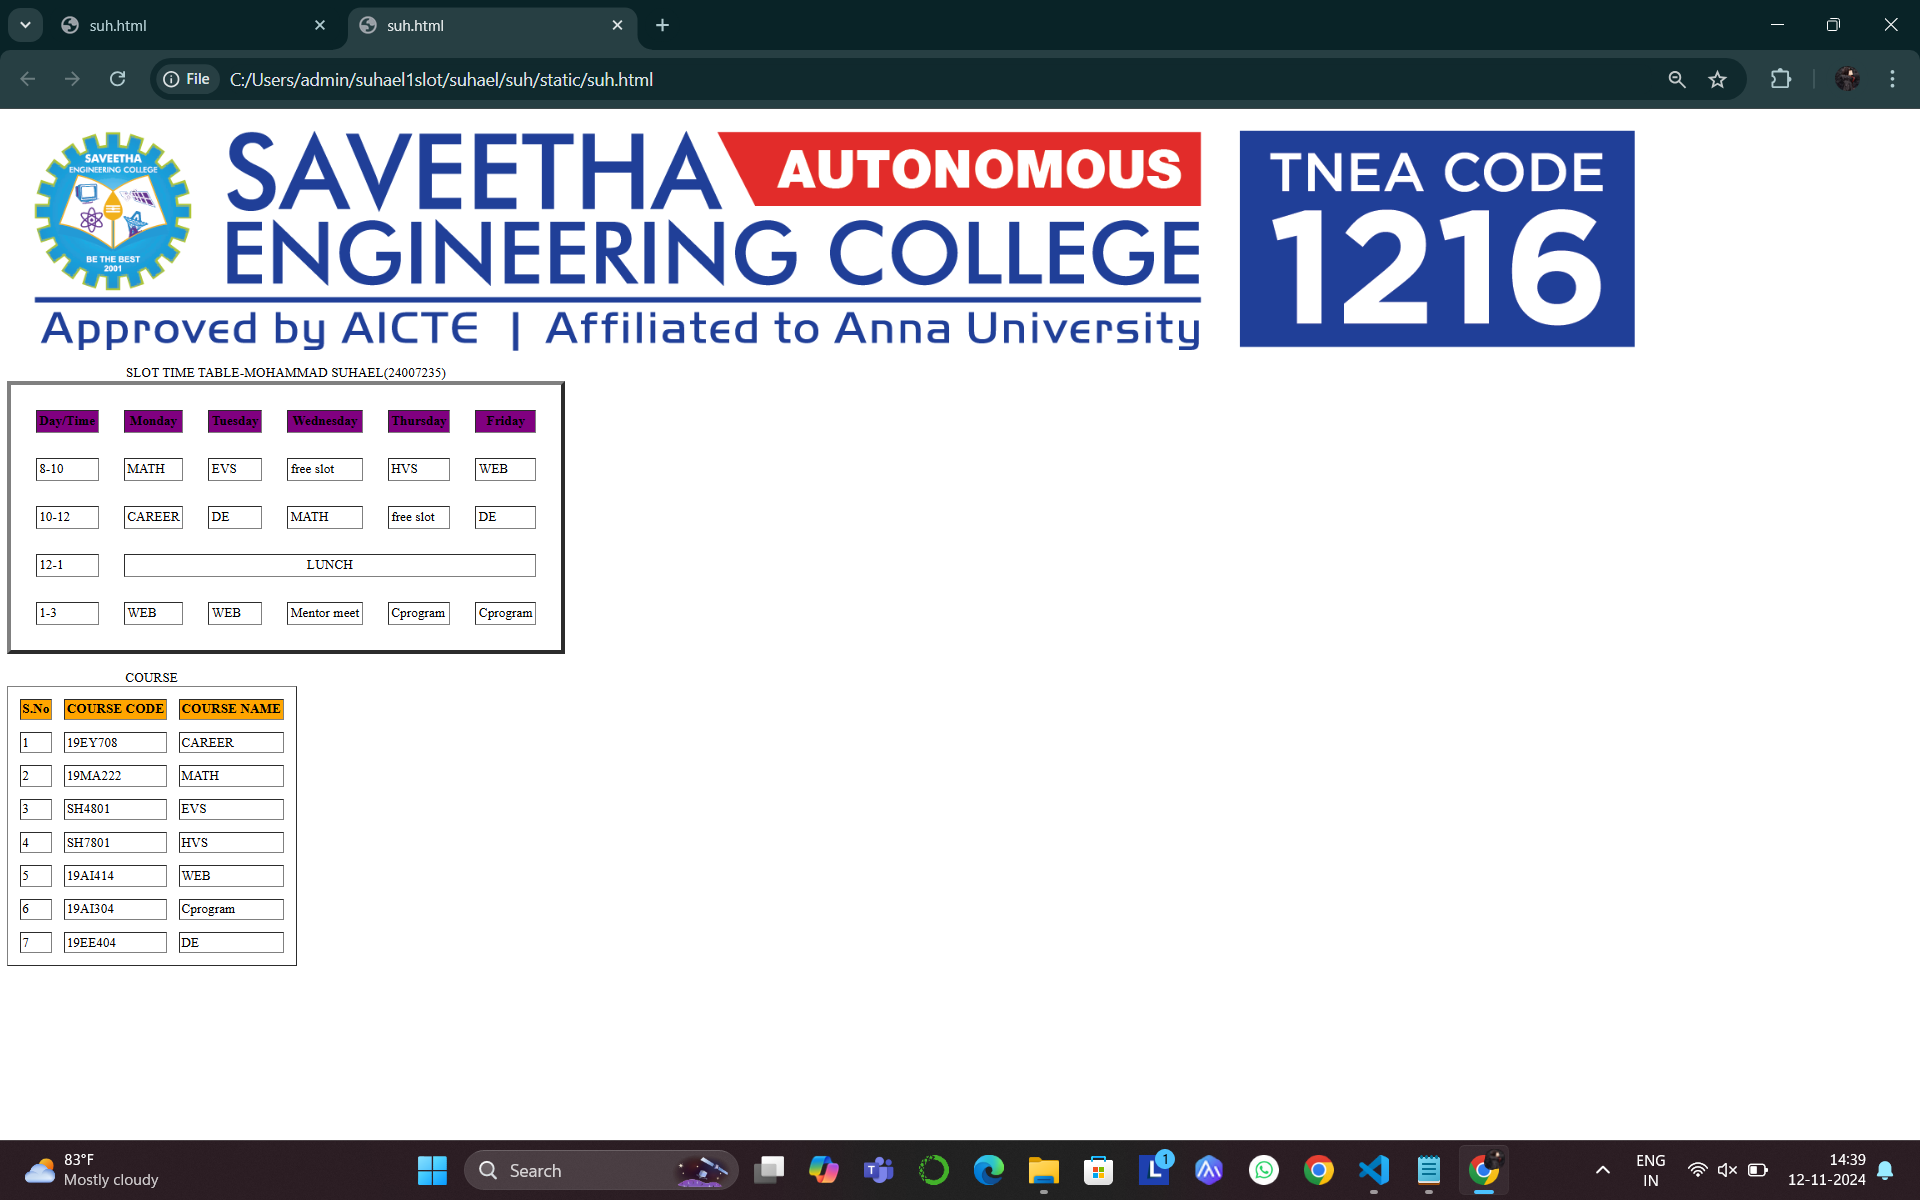 suh.html
suh.html
File
C:/Users/admin/suhael1slot/suhael/suh/static/suh.html
SAVEETHA
ENGINEERING COLLEGE
BE THE BEST
2001
SAVEETHA AUTONOMOUS
ENGINEERING COLLEGE
Approved by AICTE | Affiliated to Anna University
TNEA CODE
1216
SLOT TIME TABLE-MOHAMMAD SUHAEL(24007235)
Day/Time Monday Tuesday Wednesday Thursday Friday
8-10 MATH EVS free slot HVS WEB
10-12 CAREER DE MATH free slot DE
12-1 LUNCH
1-3 WEB WEB Mentor meet Cprogram Cprogram
COURSE
S.No COURSE CODE COURSE NAME
1 19EY708 CAREER
2 19MA222 MATH
3 SH4801 EVS
4 SH7801 HVS
5 19AI414 WEB
6 19AI304 Cprogram
7 19EE404 DE
83°F
Mostly cloudy
Search
T
L
1
ENG
IN
14:39
12-11-2024